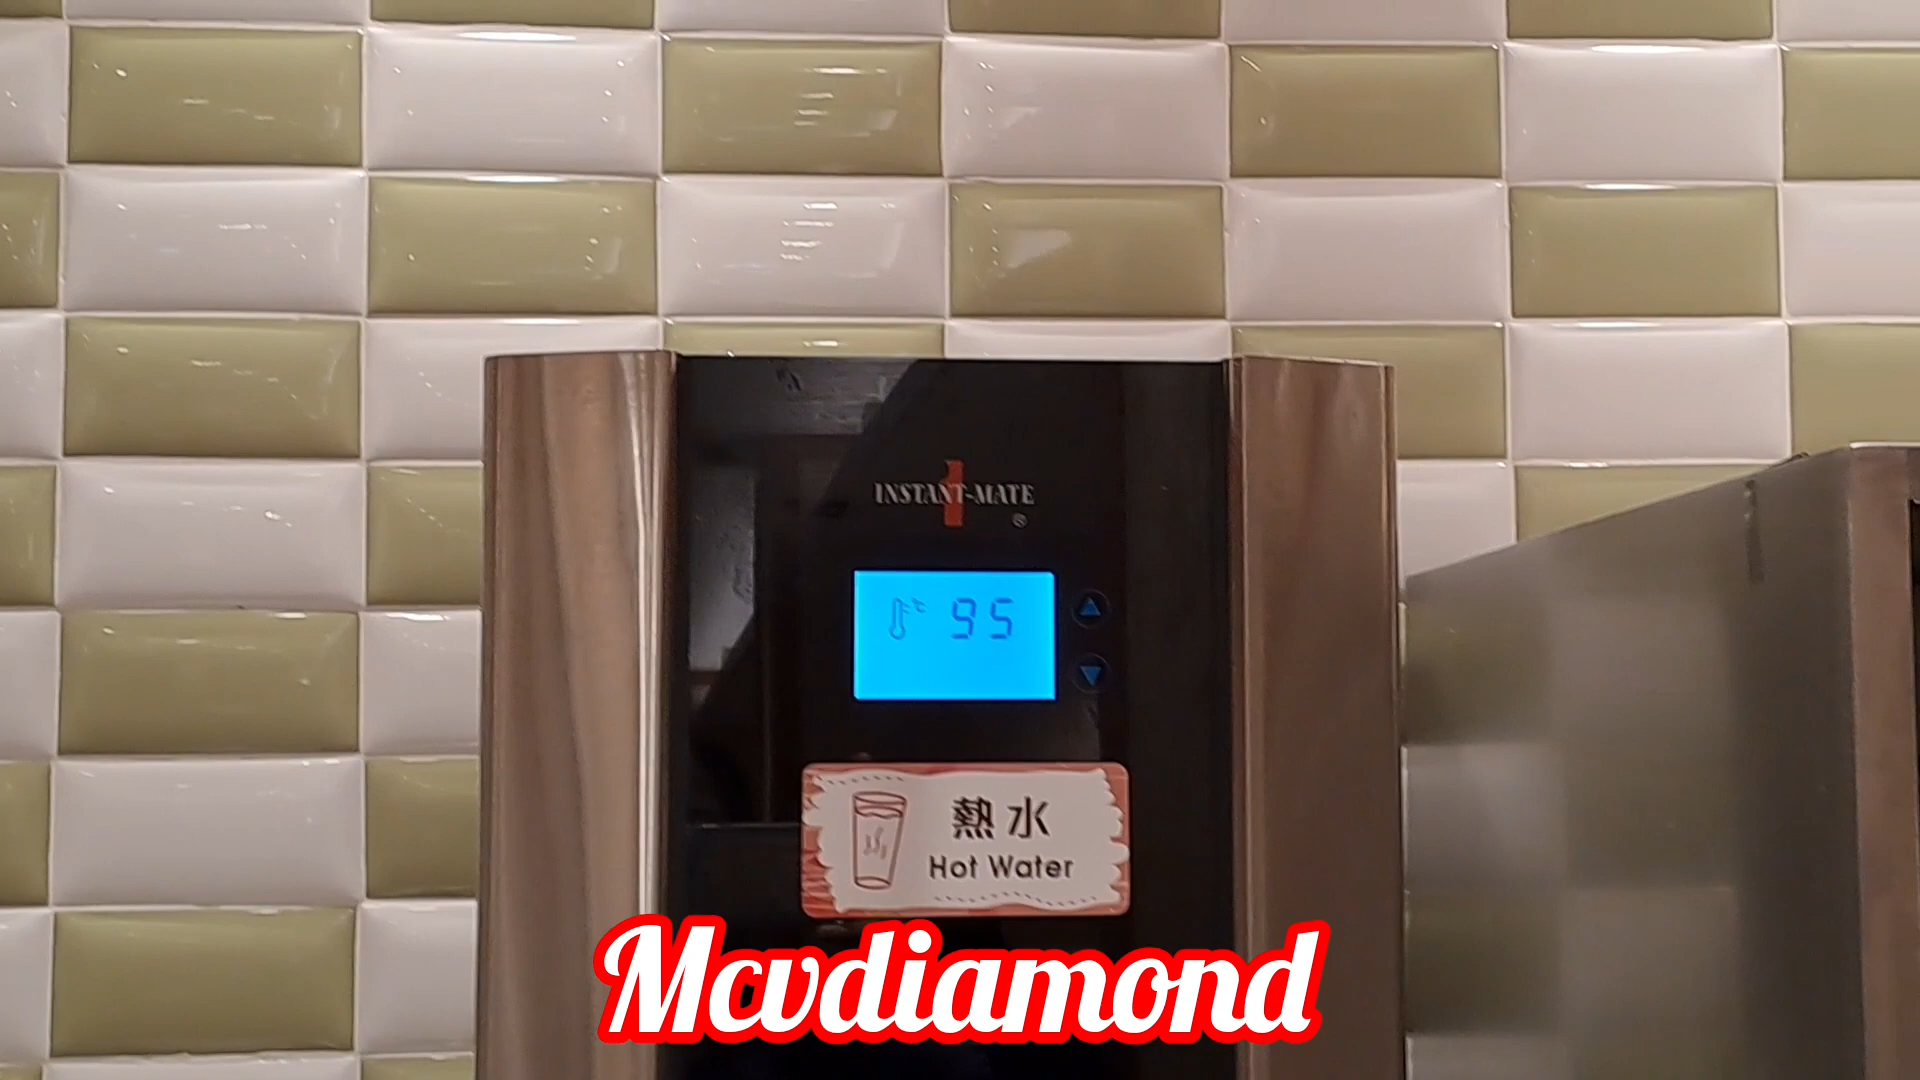 INSTANT-MATE
®
℃ 95
熱水
Hot Water
Mcvdiamond